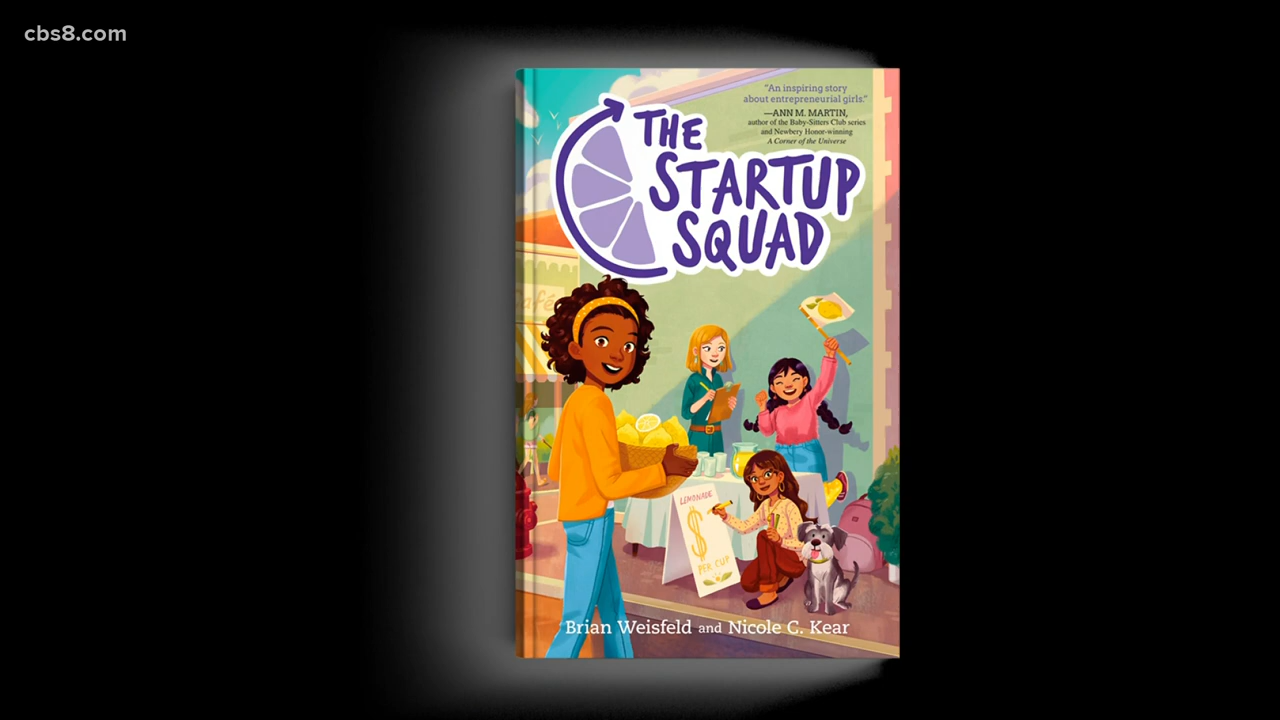 cbs8.com
"An inspiring story
about entrepreneurial girls."
—ANN M. MARTIN,
author of the Baby-Sitters Club series
and Newbery Honor-winning
A Corner of the Universe
THE
STARTUP
SQUAD
afé
LEMONADE
$
PER CUP
Brian Weisfeld and Nicole C. Kear